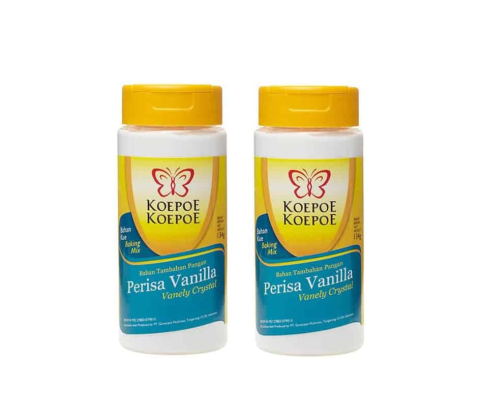 KOEPOE
KOEPOE
Bahan
Kue
Baking
Mix
Bahan Tambahan Pangan
Perisa Vanilla
Vanely Crystal
KOEPOE
KOEPOE
Bahan
Kue
Baking
Mix
Bahan Tambahan Pangan
Perisa Vanilla
Vanely Crystal